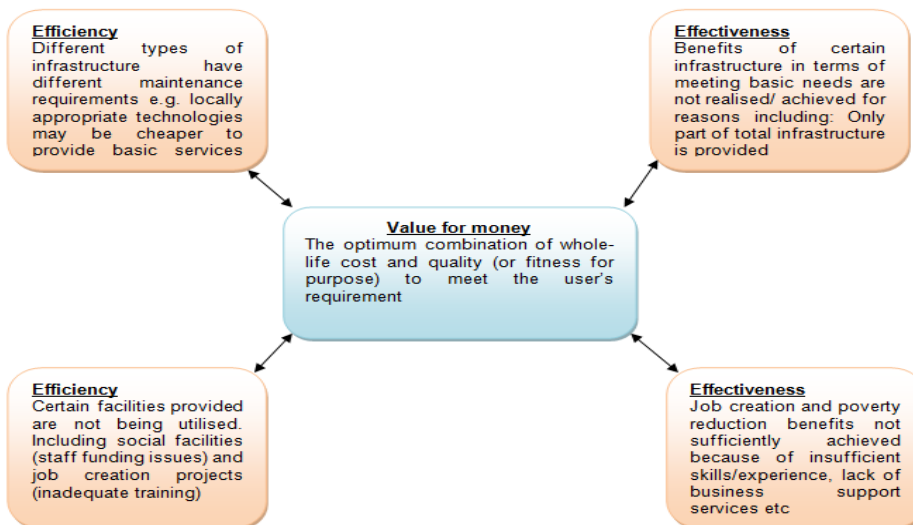 Efficiency
Different types of
infrastructure have
different maintenance
requirements e.g. locally
appropriate technologies
may be cheaper to
provide basic services
Effectiveness
Benefits of certain
infrastructure in terms of
meeting basic needs are
not realised/ achieved for
reasons including: Only
part of total infrastructure
is provided
Value for money
The optimum combination of whole-
life cost and quality (or fitness for
purpose) to meet the user's
requirement
Efficiency
Certain facilities provided
are not being utilised.
Including social facilities
(staff funding issues) and
job creation projects
(inadequate training)
Effectiveness
Job creation and poverty
reduction benefits not
sufficiently achieved
because of insufficient
skills/experience, lack of
business support
services etc